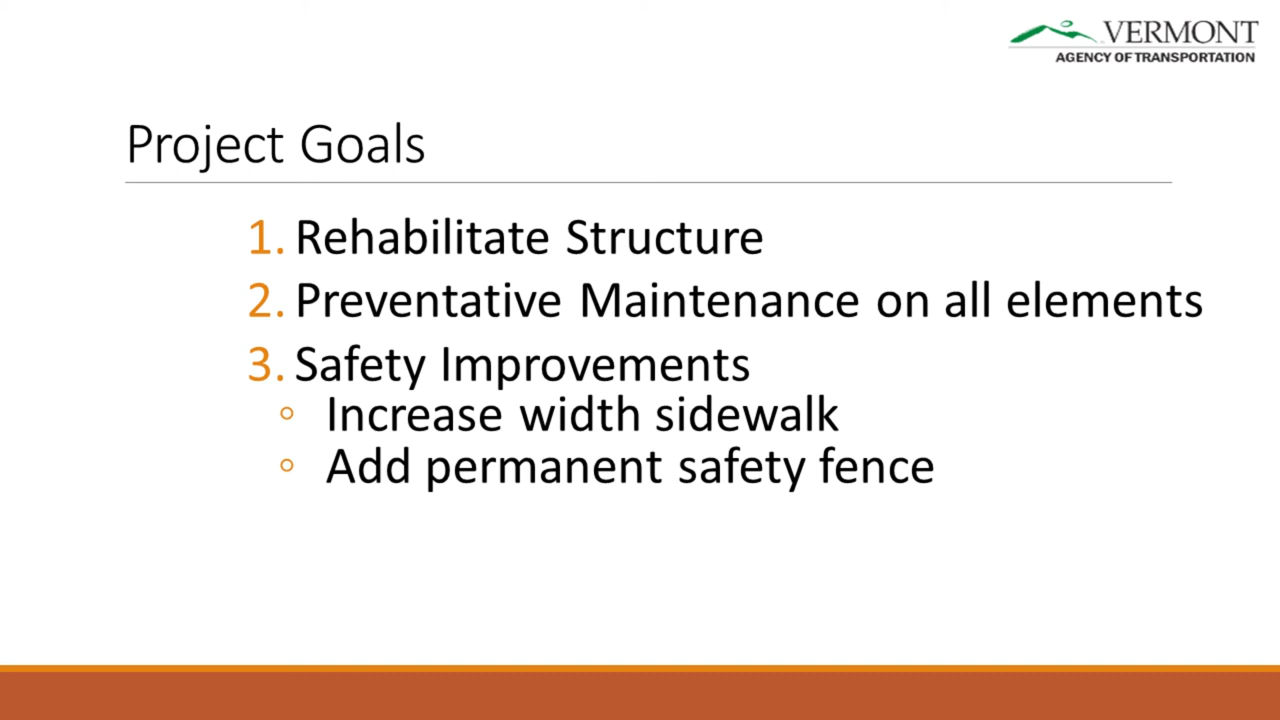 VERMONT
AGENCY OF TRANSPORTATION
Project Goals
1. Rehabilitate Structure
2. Preventative Maintenance on all elements
3. Safety Improvements
◦ Increase width sidewalk
◦ Add permanent safety fence